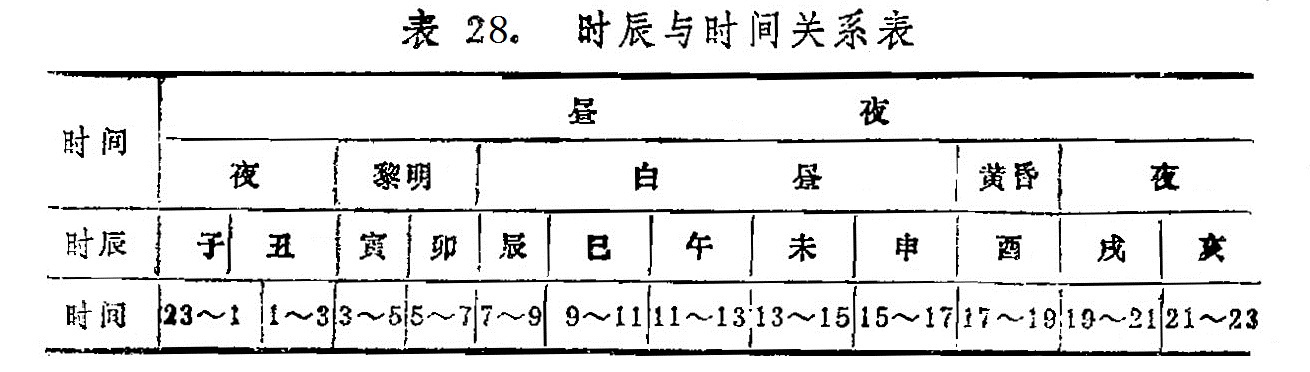 表 28。 时辰与时间关系表
时间 昼 夜
夜 黎明 白 昼 黄昏 夜
时辰 子 丑 寅 卯 辰 巳 午 未 申 酉 戌 亥
时间 23～1 1～3 3～5 5～7 7～9 9～11 11～13 13～15 15～17 17～19 19～21 21～23